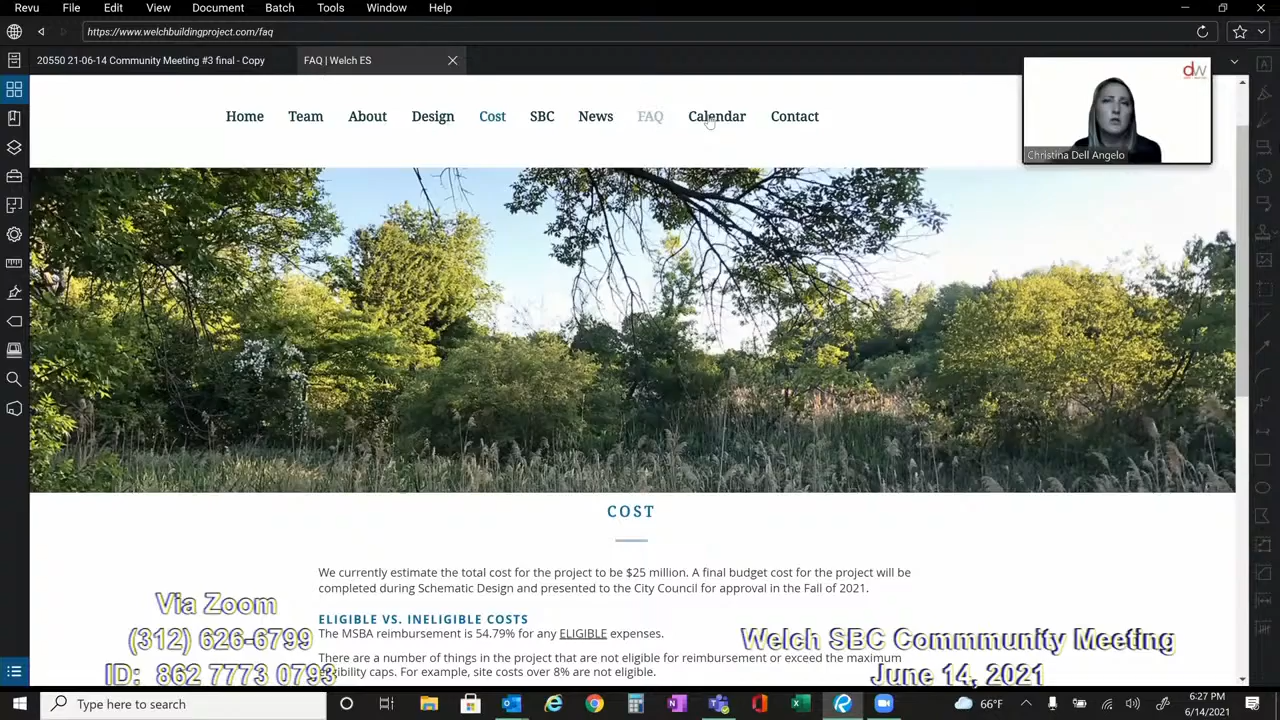 Revu File Edit View Document Batch Tools Window Help
https://www.welchbuildingproject.com/faq
20550 21-06-14 Community Meeting #3 final - Copy
FAQ | Welch ES
dw
Home Team About Design Cost SBC News FAQ Calendar Contact
Christina Dell Angelo
COST
We currently estimate the total cost for the project to be $25 million. A final budget cost for the project will be
completed during Schematic Design and presented to the City Council for approval in the Fall of 2021.
ELIGIBLE VS. INELIGIBLE COSTS
The MSBA reimbursement is 54.79% for any ELIGIBLE expenses.
There are a number of things in the project that are not eligible for reimbursement or exceed the maximum
caps. For example, site costs over 8% are not eligible.
Via Zoom
(312) 626-6799
ID: 862 7773 0793
Welch SBC Commmunity Meeting
June 14, 2021
Type here to search
66°F
6:27 PM
6/14/2021